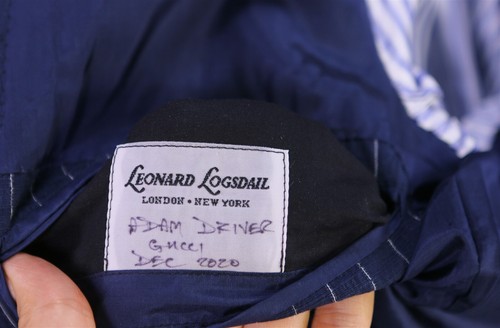 LEONARD LOGSDAIL
LONDON • NEW YORK
ADAM DRIVER
GUCCI
DEC 2020